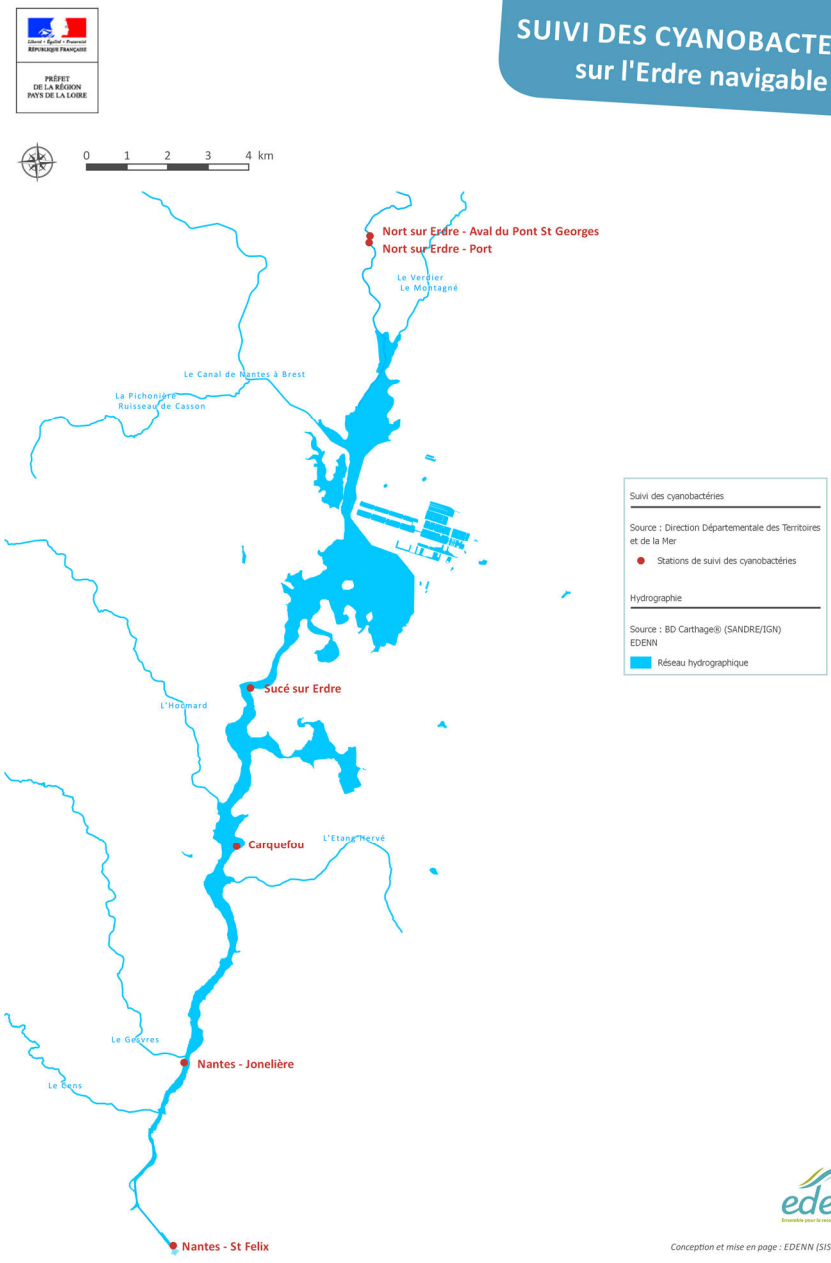 Liberté • Égalité • Fraternité
RÉPUBLIQUE FRANÇAISE
PRÉFET
DE LA RÉGION
PAYS DE LA LOIRE
SUIVI DES CYANOBACTE
sur l'Erdre navigable
0 1 2 3 4 km
Nort sur Erdre - Aval du Pont St Georges
Nort sur Erdre - Port
Le Verdier
Le Montagné
Le Canal de Nantes à Brest
La Pichonière
Ruisseau de Casson
Suivi des cyanobactéries
Source : Direction Départementale des Territoires
et de la Mer
Stations de suivi des cyanobactéries
Hydrographie
Source : BD Carthage® (SANDRE/IGN)
EDENN
Réseau hydrographique
Sucé sur Erdre
L'Hocmard
L'Etang Hervé
Carquefou
Le Gesvres
Nantes - Jonelière
Le Cens
ede
Ensemble pour la
Nantes - St Felix
Conception et mise en page : EDENN (SIS